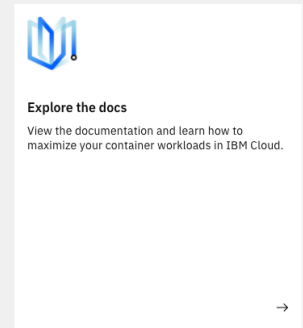 Explore the docs
View the documentation and learn how to
maximize your container workloads in IBM Cloud.